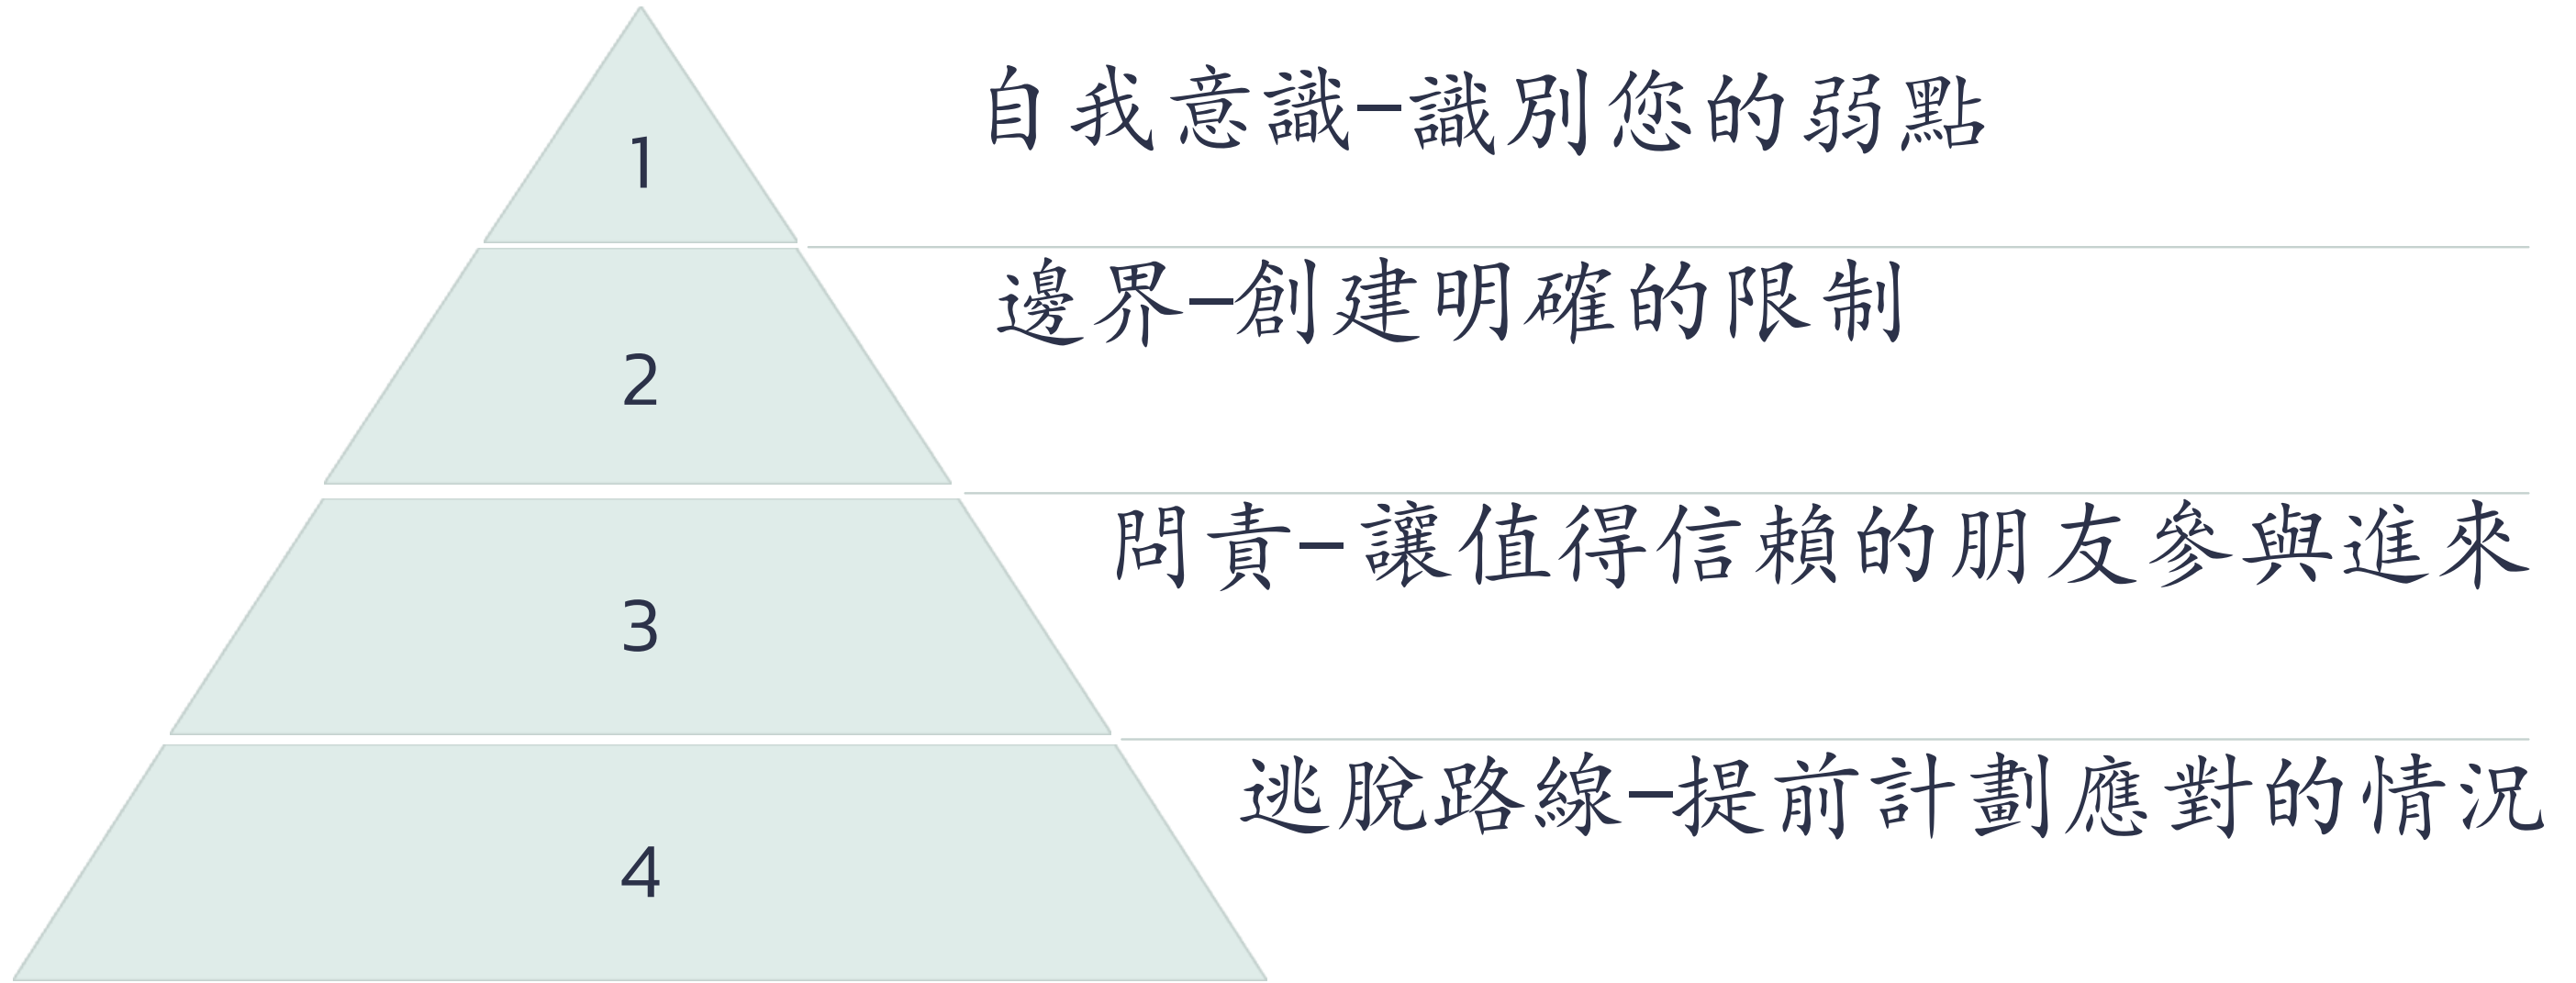 1
自我意識–識別您的弱點
2
邊界–創建明確的限制
3
問責–讓值得信賴的朋友參與進來
4
逃脫路線–提前計劃應對的情況